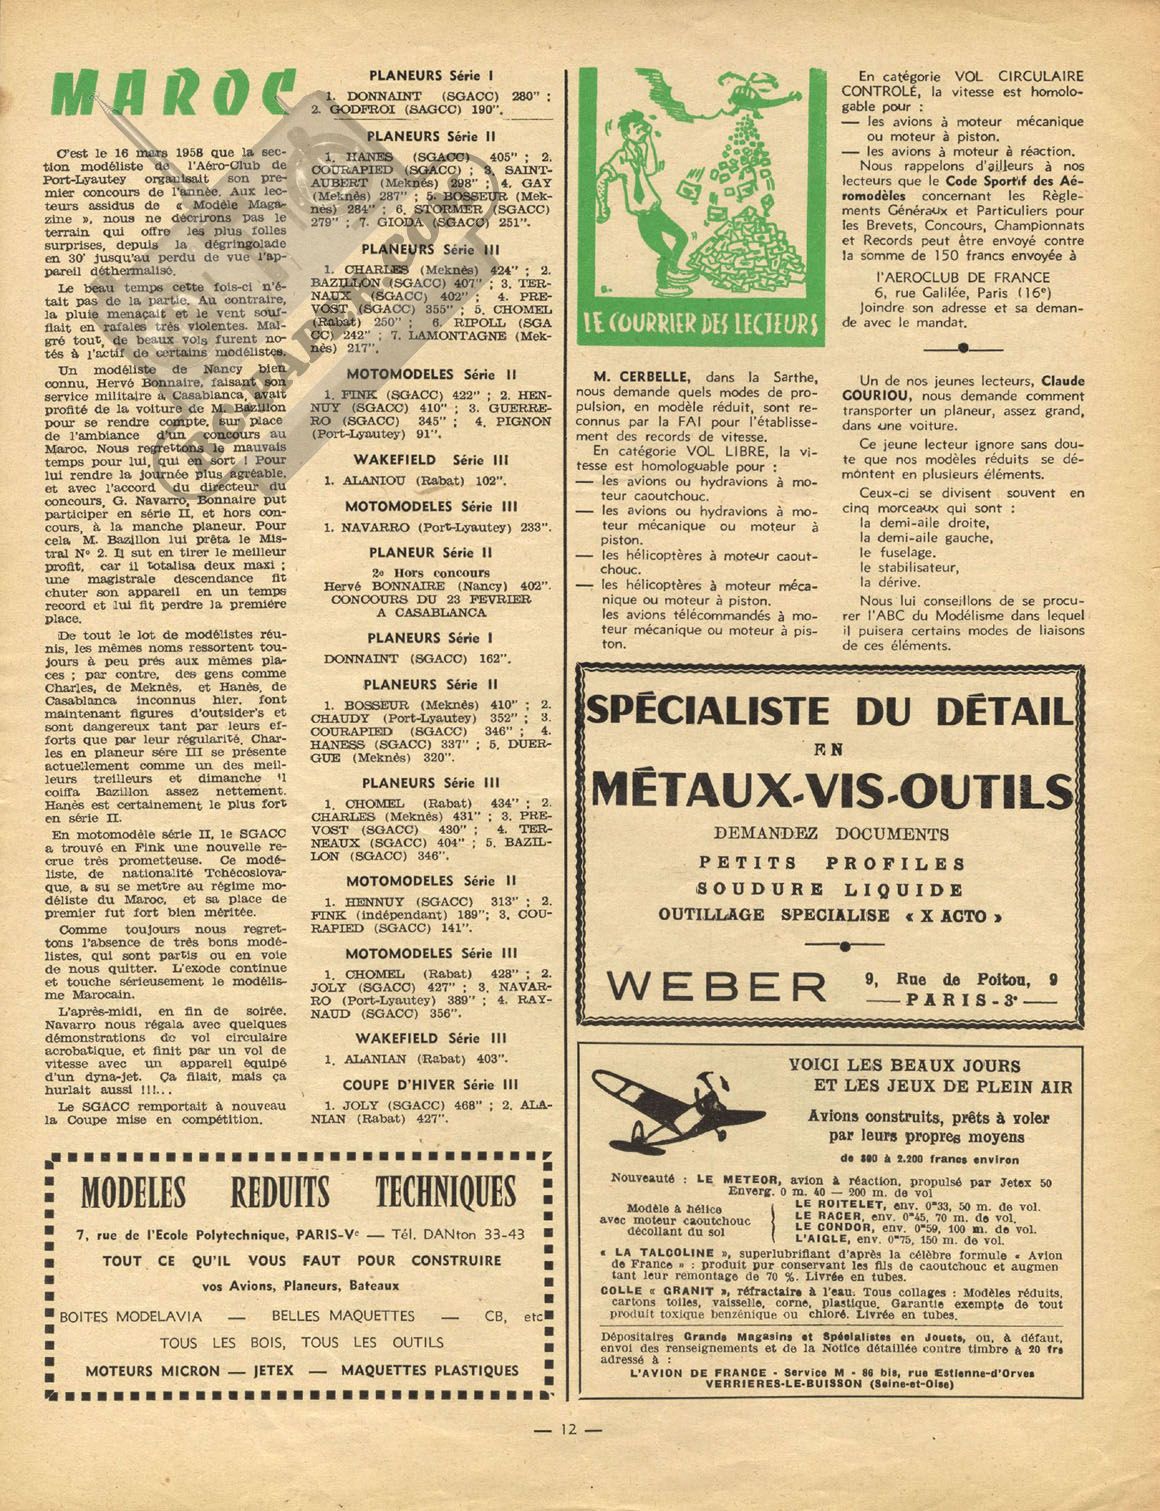 MAROC
C'est le 16 mars 1958 que la sec-
tion modéliste de l'Aéro-Club de
Port-Lyautey organisait son pre-
mier concours de l'année. Aux lec-
teurs assidus de « Modèle Maga-
zine », nous ne décrirons pas le
terrain qui offre les plus folles
surprises, depuis la dégringolade
en 30' jusqu'au perdu de vue l'ap-
pareil déthermalisé.
Le beau temps cette fois-ci n'é-
tait pas de la partie. Au contraire,
la pluie menaçait et le vent souf-
flait en rafales très violentes. Mal-
gré tout, de beaux vols furent no-
tés à l'actif de certains modélistes.
Un modéliste de Nancy bien
connu, Hervé Bonnaire, faisant son
service militaire à Casablanca, avait
profité de la voiture de M. Bazillon
pour se rendre compte, sur place
de l'ambiance d'un concours au
Maroc. Nous regrettons le mauvais
temps pour lui, qui en sort ! Pour
lui rendre la journée plus agréable,
et avec l'accord du directeur du
concours, G. Navarro, Bonnaire put
participer en série II, et hors con-
cours, à la manche planeur. Pour
cela M. Bazillon lui prêta le Mis-
tral N° 2. Il sut en tirer le meilleur
profit, car il totalisa deux maxi ;
une magistrale descendance fit
chuter son appareil en un temps
record et lui fit perdre la première
place.
De tout le lot de modélistes réu-
nis, les mêmes noms ressortent tou-
jours à peu prés aux mêmes pla-
ces ; par contre, des gens comme
Charles, de Meknès, et Hanès, de
Casablanca inconnus hier, font
maintenant figures d'outsider's et
sont dangereux tant par leurs ef-
forts que par leur régularité. Char-
les en planeur sére III se présente
actuellement comme un des meil-
leurs treilleurs et dimanche 'l
coiffa Bazillon assez nettement.
Hanès est certainement le plus fort
en série II.
En motomodèle série II, le SGACC
a trouvé en Fink une nouvelle re-
crue très prometteuse. Ce modé-
liste, de nationalité Tchécoslova-
que, a su se mettre au régime mo-
déliste du Maroc, et sa place de
premier fut fort bien méritée.
Comme toujours nous regret-
tons l'absence de très bons modé-
listes, qui sont partis ou en voie
de nous quitter. L'exode continue
et touche sérieusement le modélis-
me Marocain.
L'après-midi, en fin de soirée.
Navarro nous régala avec quelques
démonstrations de vol circulaire
acrobatique, et finit par un vol de
vitesse avec un appareil équipé
d'un dyna-jet. Ça filait, mais ça
hurlait aussi !!!...
Le SGACC remportait à nouveau
la Coupe mise en compétition.
PLANEURS Série I
1. DONNAINT (SGACC) 280" ;
2. GODFROI (SAGCC) 190".
PLANEURS Série II
1. HANES (SGACC) 405" ; 2.
COURAPIED (SGACC) ; 3. SAINT-
AUBERT (Meknés) 298" ; 4. GAY
(Meknès) 287" ; 5. BOSSEUR (Mek-
nès) 284" ; 6. STORMER (SGACC)
279" ; 7. GIODA (SGACC) 251".
PLANEURS Série III
1. CHARLES (Meknès) 424" ; 2.
BAZILLON (SGACC) 407" ; 3. TER-
NAUX (SGACC) 402" ; 4. PRE-
VOST (SGACC) 355" ; 5. CHOMEL
(Rabat) 250" ; 6. RIPOLL (SGA
CC) 242" ; 7. LAMONTAGNE (Mek-
nès) 217".
MOTOMODELES Série II
1. FINK (SGACC) 422" ; 2. HEN-
NUY (SGACC) 410" ; 3. GUERRE-
RO (SGACC) 345" ; 4. PIGNON
(Port-Lyautey) 91".
WAKEFIELD Série III
1. ALANIOU (Rabat) 102".
MOTOMODELES Série III
1. NAVARRO (Port-Lyautey) 233".
PLANEUR Série II
2e Hors concours
Hervé BONNAIRE (Nancy) 402".
CONCOURS DU 23 FEVRIER
A CASABLANCA
PLANEURS Série I
DONNAINT (SGACC) 162".
PLANEURS Série II
1. BOSSEUR (Meknès) 410" ; 2.
CHAUDY (Port-Lyautey) 352" ; 3.
COURAPIED (SGACC) 346" ; 4.
HANESS (SGACC) 337" ; 5. DUER-
GUE (Meknès) 320".
PLANEURS Série III
1. CHOMEL (Rabat) 434" ; 2.
CHARLES (Meknès) 431" ; 3. PRE-
VOST (SGACC) 430" ; 4. TER-
NEAUX (SGACC) 404" ; 5. BAZIL-
LON (SGACC) 346".
MOTOMODELES Série II
1. HENNUY (SGACC) 313" ; 2.
FINK (indépendant) 189"; 3. COU-
RAPIED (SGACC) 141".
MOTOMODELES Série III
1. CHOMEL (Rabat) 428" ; 2.
JOLY (SGACC) 427" ; 3. NAVAR-
RO (Port-Lyautey) 389" ; 4. RAY-
NAUD (SGACC) 356".
WAKEFIELD Série III
1. ALANIAN (Rabat) 403".
COUPE D'HIVER Série III
1. JOLY (SGACC) 468" ; 2. ALA-
NIAN (Rabat) 427".
MODELES REDUITS TECHNIQUES
7, rue de l'Ecole Polytechnique, PARIS-Ve — Tél. DANton 33-43
TOUT CE QU'IL VOUS FAUT POUR CONSTRUIRE
vos Avions, Planeurs, Bateaux
BOITES MODELAVIA — BELLES MAQUETTES — CB, etc
TOUS LES BOIS, TOUS LES OUTILS
MOTEURS MICRON — JETEX — MAQUETTES PLASTIQUES
LE COURRIER DES LECTEURS
M. CERBELLE, dans la Sarthe,
nous demande quels modes de pro-
pulsion, en modèle réduit, sont re-
connus par la FAI pour l'établisse-
ment des records de vitesse.
En catégorie VOL LIBRE, la vi-
tesse est homologuable pour :
— les avions ou hydravions à mo-
teur caoutchouc.
— les avions ou hydravions à mo-
teur mécanique ou moteur à
piston.
— les hélicoptères à moteur caout-
chouc.
— les hélicoptères à moteur méca-
nique ou moteur à piston.
les avions télécommandés à mo-
teur mécanique ou moteur à pis-
ton.
En catégorie VOL CIRCULAIRE
CONTROLÉ, la vitesse est homolo-
gable pour :
— les avions à moteur mécanique
ou moteur à piston.
— les avions à moteur à réaction.
Nous rappelons d'ailleurs à nos
lecteurs que le Code Sportif des Aé-
romodèles concernant les Règle-
ments Généraux et Particuliers pour
les Brevets, Concours, Championnats
et Records peut être envoyé contre
la somme de 150 francs envoyée à
l'AEROCLUB DE FRANCE
6, rue Galilée, Paris (16e)
Joindre son adresse et sa deman-
de avec le mandat.
Un de nos jeunes lecteurs, Claude
GOURIOU, nous demande comment
transporter un planeur, assez grand,
dans une voiture.
Ce jeune lecteur ignore sans dou-
te que nos modèles réduits se dé-
môntent en plusieurs éléments.
Ceux-ci se divisent souvent en
cinq morceaux qui sont :
la demi-aile droite,
la demi-aile gauche,
le fuselage.
le stabilisateur,
la dérive.
Nous lui conseillons de se procu-
rer l'ABC du Modélisme dans lequel
il puisera certains modes de liaisons
de ces éléments.
SPÉCIALISTE DU DÉTAIL
EN
MÉTAUX-VIS-OUTILS
DEMANDEZ DOCUMENTS
PETITS PROFILES
SOUDURE LIQUIDE
OUTILLAGE SPECIALISE « X ACTO »
WEBER 9, Rue de Poitou, 9
— PARIS-3e —
VOICI LES BEAUX JOURS
ET LES JEUX DE PLEIN AIR
Avions construits, prêts à voler
par leurs propres moyens
de 890 à 2.200 francs environ
Nouveauté : LE METEOR, avion à réaction, propulsé par Jetex 50
Enverg. 0 m. 40 — 200 m. de vol
Modèle à hélice
avec moteur caoutchouc
décollant du sol
LE ROITELET, env. 0m33, 50 m. de vol.
LE RACER, env. 0m45, 70 m. de vol.
LE CONDOR, env. 0m59, 100 m. de vol.
L'AIGLE, env. 0m75, 150 m. de vol.
« LA TALCOLINE », superlubrifiant d'après la célèbre formule « Avion
de France » : produit pur conservant les fils de caoutchouc et augmen
tant leur remontage de 70 %. Livrée en tubes.
COLLE « GRANIT », réfractaire à l'eau: Tous collages : Modèles réduits,
cartons toiles, vaisselle, corne, plastique. Garantie exempte de tout
produit toxique benzénique ou chloré. Livrée en tubes.
Dépositaires Grands Magasins et Spécialistes en Jouets, ou, à défaut,
envoi des renseignements et de la Notice détaillée contre timbre à 20 frs
adressé à :
L'AVION DE FRANCE - Service M - 86 bis, rue Estienne-d'Orves
VERRIERES-LE-BUISSON (Seine-et-Oise)
— 12 —